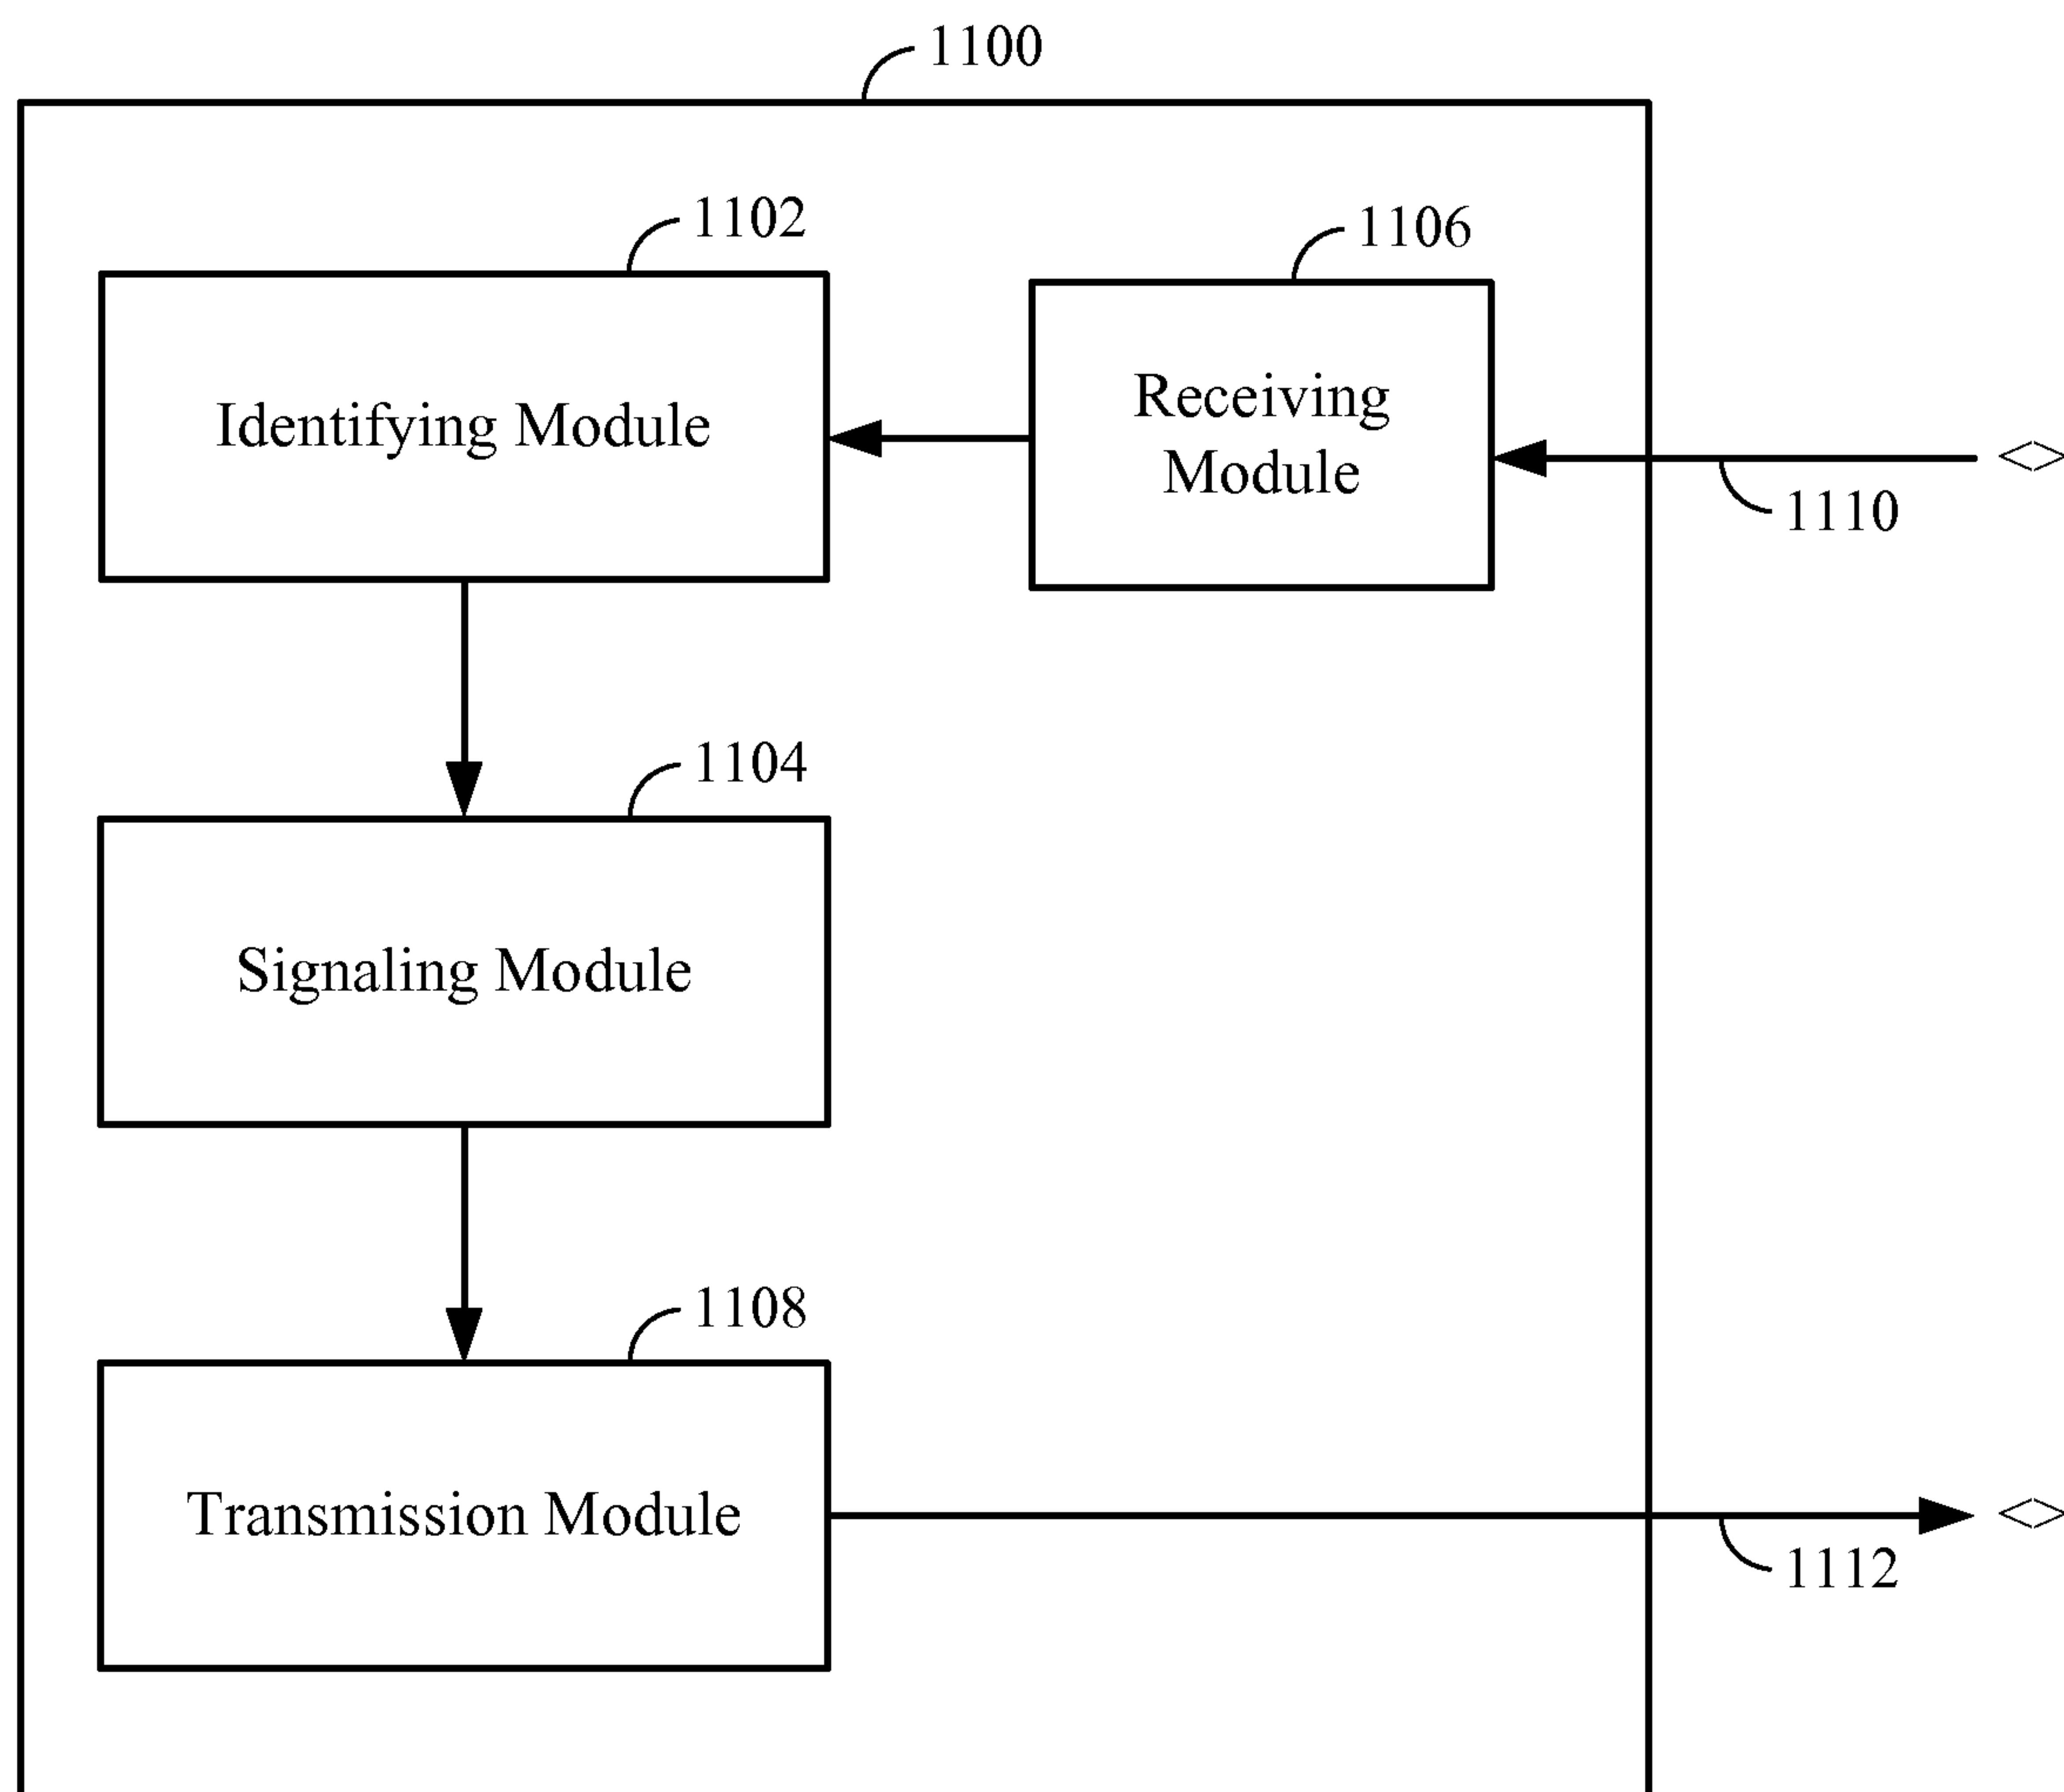 1100
1102
1106
Identifying Module
Receiving
Module
<>
1110
1104
Signaling Module
1108
Transmission Module
<>
1112